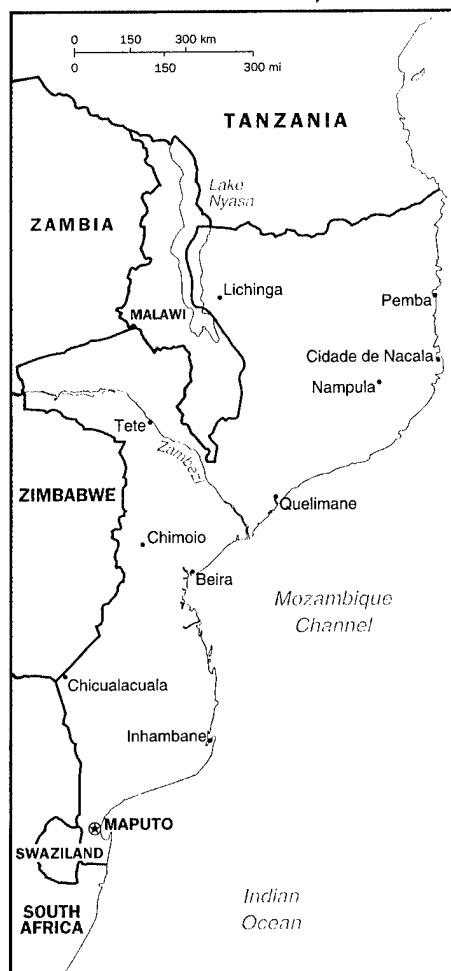 0 150 300 km
0 150 300 mi
TANZANIA
Lake
Nyasa
ZAMBIA
Lichinga
Pemba
MALAWI
Cidade de Nacala
Nampula
Tete
Zambezi
ZIMBABWE
Quelimane
Chimoio
Beira
Mozambique
Channel
Chicualacuala
Inhambane
MAPUTO
SWAZILAND
SOUTH
AFRICA
Indian
Ocean